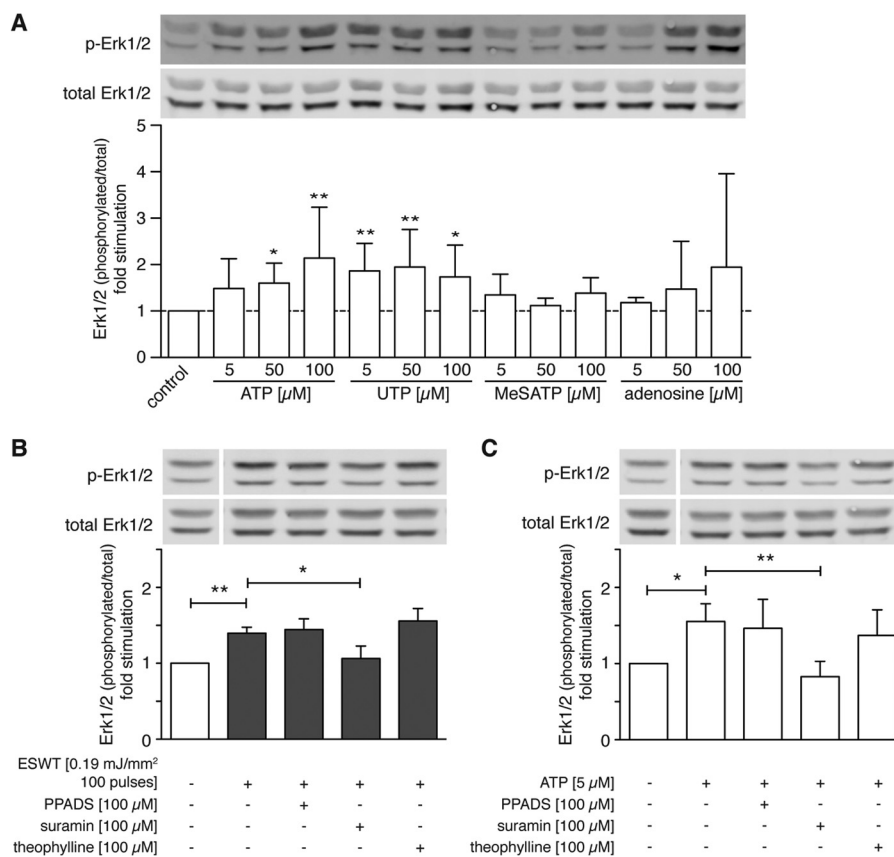 A
p-Erk1/2
total Erk1/2
Erk1/2 (phosphorylated/total)
fold stimulation
5
4
3
2
1
0
** ** **
* *
control 5 50 100 5 50 100 5 50 100 5 50 100
ATP [µM] UTP [µM] MeSATP [µM] adenosine [µM]
B
p-Erk1/2
total Erk1/2
Erk1/2 (phosphorylated/total)
fold stimulation
2
1
0
**
*
ESWT [0.19 mJ/mm²
100 pulses] - + + + +
PPADS [100 µM] - - + - -
suramin [100 µM] - - - + -
theophylline [100 µM] - - - - +
C
p-Erk1/2
total Erk1/2
Erk1/2 (phosphorylated/total)
fold stimulation
2
1
0
*
**
ATP [5 µM] - + + + +
PPADS [100 µM] - - + - -
suramin [100 µM] - - - + -
theophylline [100 µM] - - - - +